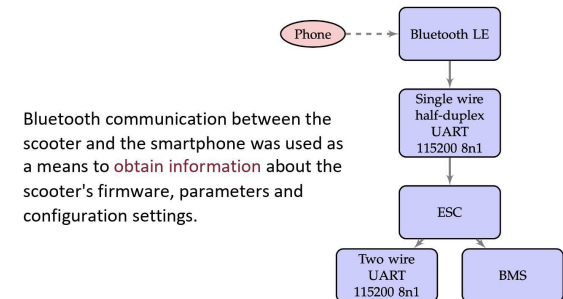 Phone
Bluetooth LE
Single wire
half-duplex
UART
115200 8n1
Bluetooth communication between the
scooter and the smartphone was used as
a means to obtain information about the
scooter's firmware, parameters and
configuration settings.
ESC
Two wire
UART
115200 8n1
BMS